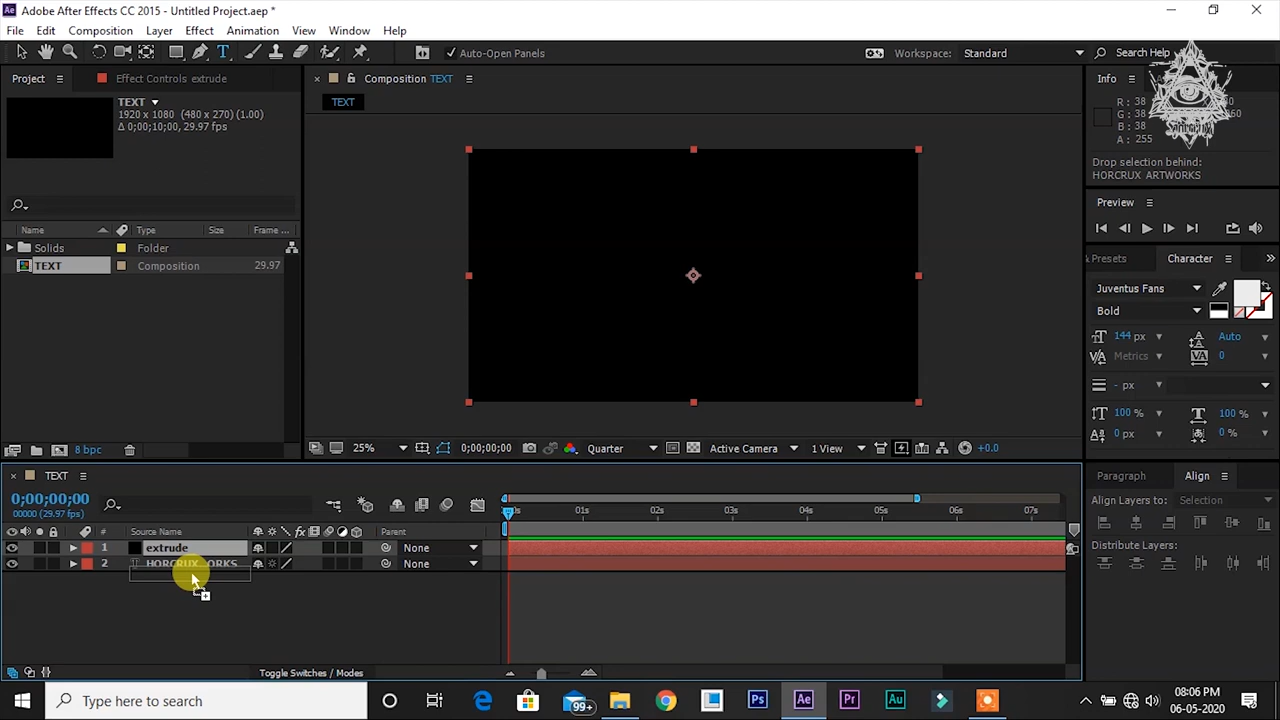 Adobe After Effects CC 2015 - Untitled Project.aep *
File Edit Composition Layer Effect Animation View Window Help
Auto-Open Panels
Workspace: Standard
Search Help
Project
Effect Controls extrude
Composition TEXT
Info
TEXT
1920 x 1080 (480 x 270) (1.00)
Δ 0;00;10;00, 29.97 fps
TEXT
R : 38
G : 38
B : 38
A : 255
Drop selection behind:
HORCRUX ARTWORKS
Preview
Name Type Size Frame ...
Solids Folder
TEXT Composition 29.97
Presets
Character
Juventus Fans
Bold
144 px
Auto
Metrics
0
- px
100 %
100 %
0 px
0 %
8 bpc
25%
0;00;00;00
Quarter
Active Camera
1 View
+0.0
TEXT
0;00;00;00
00000 (29.97 fps)
01s 02s 03s 04s 05s 06s 07s
# Source Name Parent
1 extrude None
2 None
Paragraph
Align
Align Layers to: Selection
Distribute Layers:
Toggle Switches / Modes
Type here to search
99+
Ps
Ae
Pr
Au
08:06 PM
06-05-2020